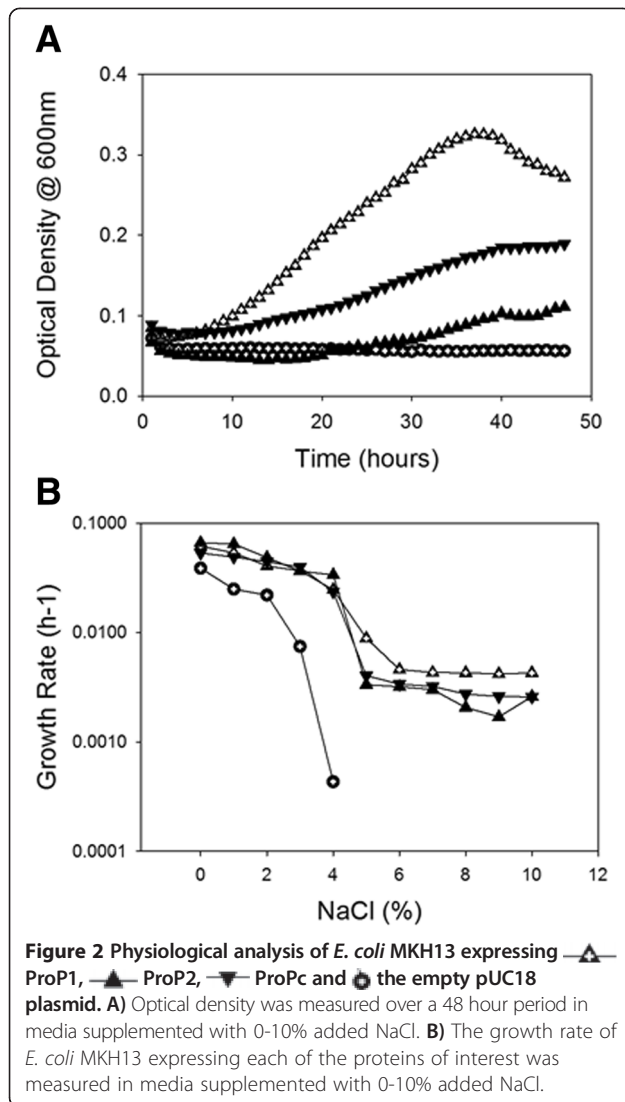 A
0.4
0.3
0.2
0.1
0.0
Optical Density @ 600nm
0 10 20 30 40 50
Time (hours)
B
0.1000
0.0100
0.0010
0.0001
Growth Rate (h-1)
0 2 4 6 8 10 12
NaCl (%)
Figure 2 Physiological analysis of E. coli MKH13 expressing
ProP1, ProP2, ProPc and the empty pUC18
plasmid. A) Optical density was measured over a 48 hour period in
media supplemented with 0-10% added NaCl. B) The growth rate of
E. coli MKH13 expressing each of the proteins of interest was
measured in media supplemented with 0-10% added NaCl.